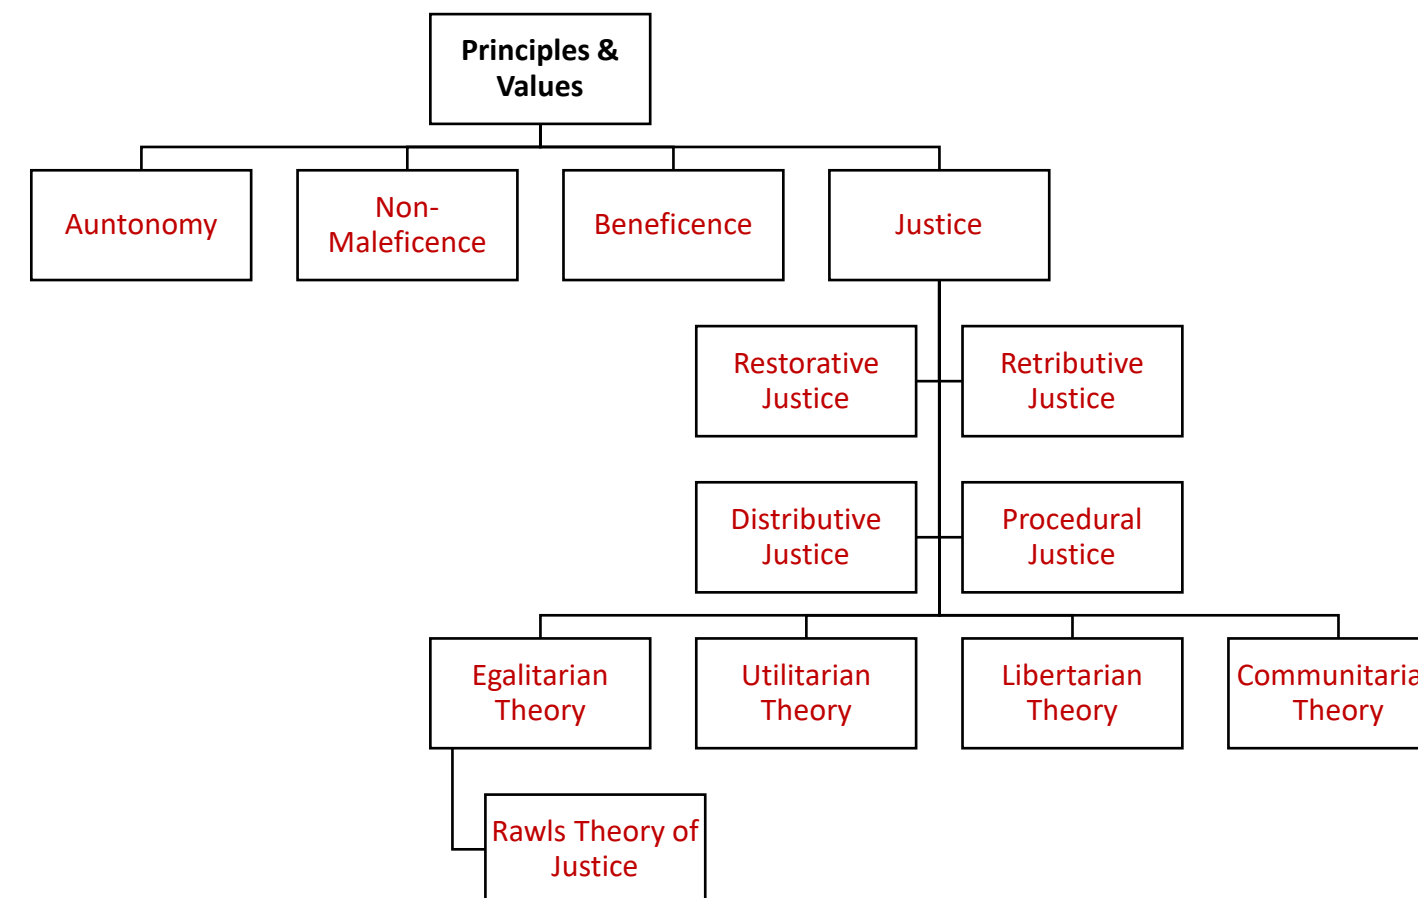 Principles &
Values
Auntonomy
Non-
Maleficence
Beneficence
Justice
Restorative
Justice
Retributive
Justice
Distributive
Justice
Procedural
Justice
Egalitarian
Theory
Utilitarian
Theory
Libertarian
Theory
Communitaria
Theory
Rawls Theory of
Justice